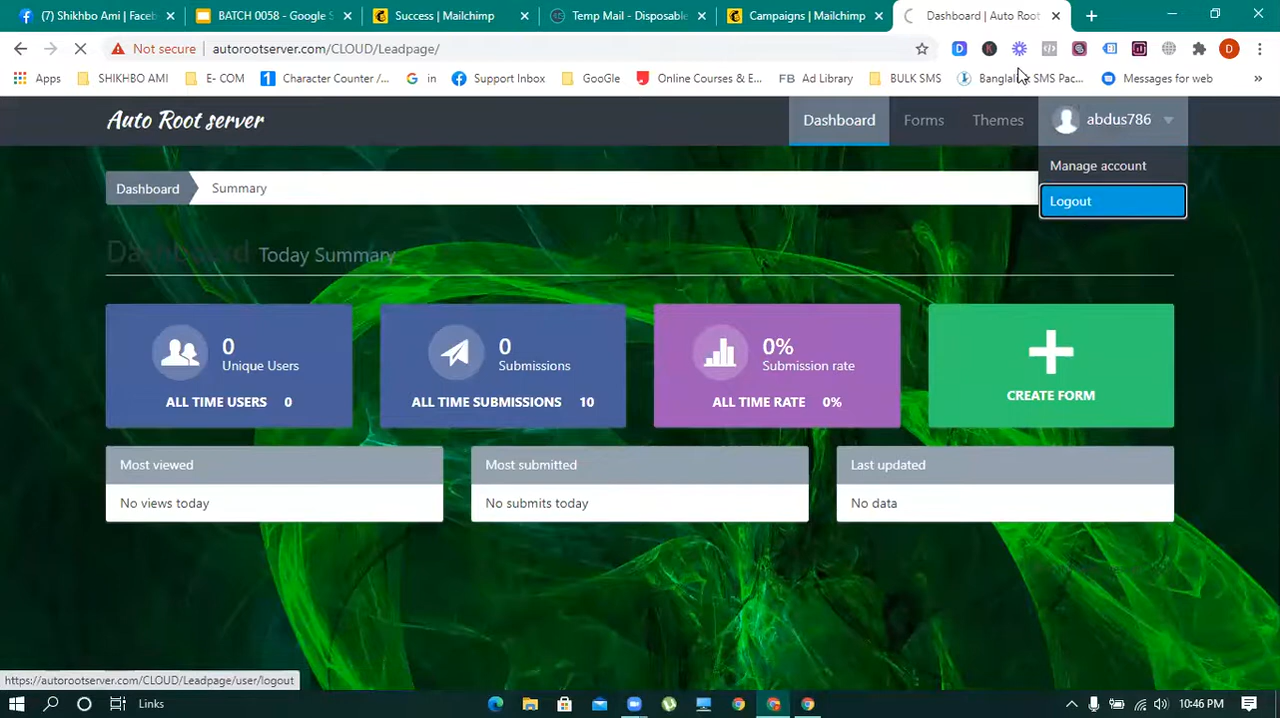 (7) Shikhbo Ami | Faceb
BATCH 0058 - Google S
Success | Mailchimp
Temp Mail - Disposable
Campaigns | Mailchimp
Dashboard | Auto Root
Not secure
autorootserver.com/CLOUD/Leadpage/
D
Apps
SHIKHBO AMI
E- COM
Character Counter /...
in
Support Inbox
GooGle
Online Courses & E...
FB Ad Library
BULK SMS
SMS Pac...
Messages for web
»
Auto Root server
Dashboard
Forms
Themes
abdus786
Manage account
Logout
Dashboard
Summary
Dashboard Today Summary
0
Unique Users
ALL TIME USERS 0
0
Submissions
ALL TIME SUBMISSIONS 10
0%
Submission rate
ALL TIME RATE 0%
CREATE FORM
Most viewed
No views today
Most submitted
No submits today
Last updated
No data
https://autorootserver.com/CLOUD/Leadpage/user/logout
Links
10:46 PM